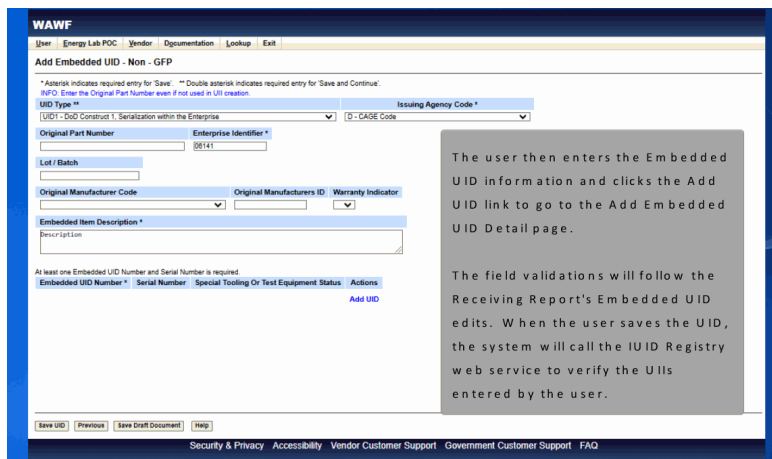 WAWF
User Energy Lab POC Vendor Documentation Lookup Exit
Add Embedded UID - Non - GFP
* Asterisk indicates required entry for 'Save'. ** Double asterisk indicates required entry for 'Save and Continue'.
INFO: Enter the Original Part Number even if not used in UII creation.
UID Type ** Issuing Agency Code *
UID1 - DoD Construct 1, Serialization within the Enterprise D - CAGE Code
Original Part Number Enterprise Identifier *
06141
Lot / Batch
Original Manufacturer Code Original Manufacturers ID Warranty Indicator
Embedded Item Description *
Description
At least one Embedded UID Number and Serial Number is required.
Embedded UID Number * Serial Number Special Tooling Or Test Equipment Status Actions
Add UID
The user then enters the Embedded
UID information and clicks the Add
UID link to go to the Add Embedded
UID Detail page.
The field validations will follow the
Receiving Report's Embedded UID
edits. When the user saves the UID,
the system will call the IUID Registry
web service to verify the UIIs
entered by the user.
Save UID Previous Save Draft Document Help
Security & Privacy Accessibility Vendor Customer Support Government Customer Support FAQ